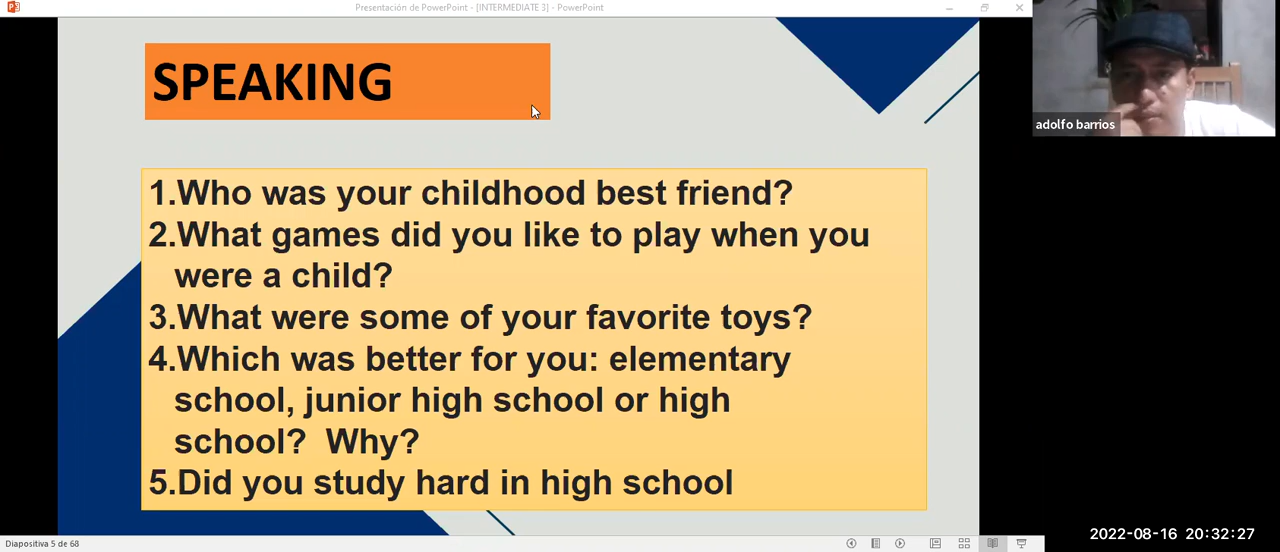 Presentación de PowerPoint - [INTERMEDIATE 3] - PowerPoint
SPEAKING
adolfo barrios
1.Who was your childhood best friend?
2.What games did you like to play when you
were a child?
3.What were some of your favorite toys?
4.Which was better for you: elementary
school, junior high school or high
school?  Why?
5.Did you study hard in high school
2022-08-16 20:32:27
Diapositiva 5 de 68